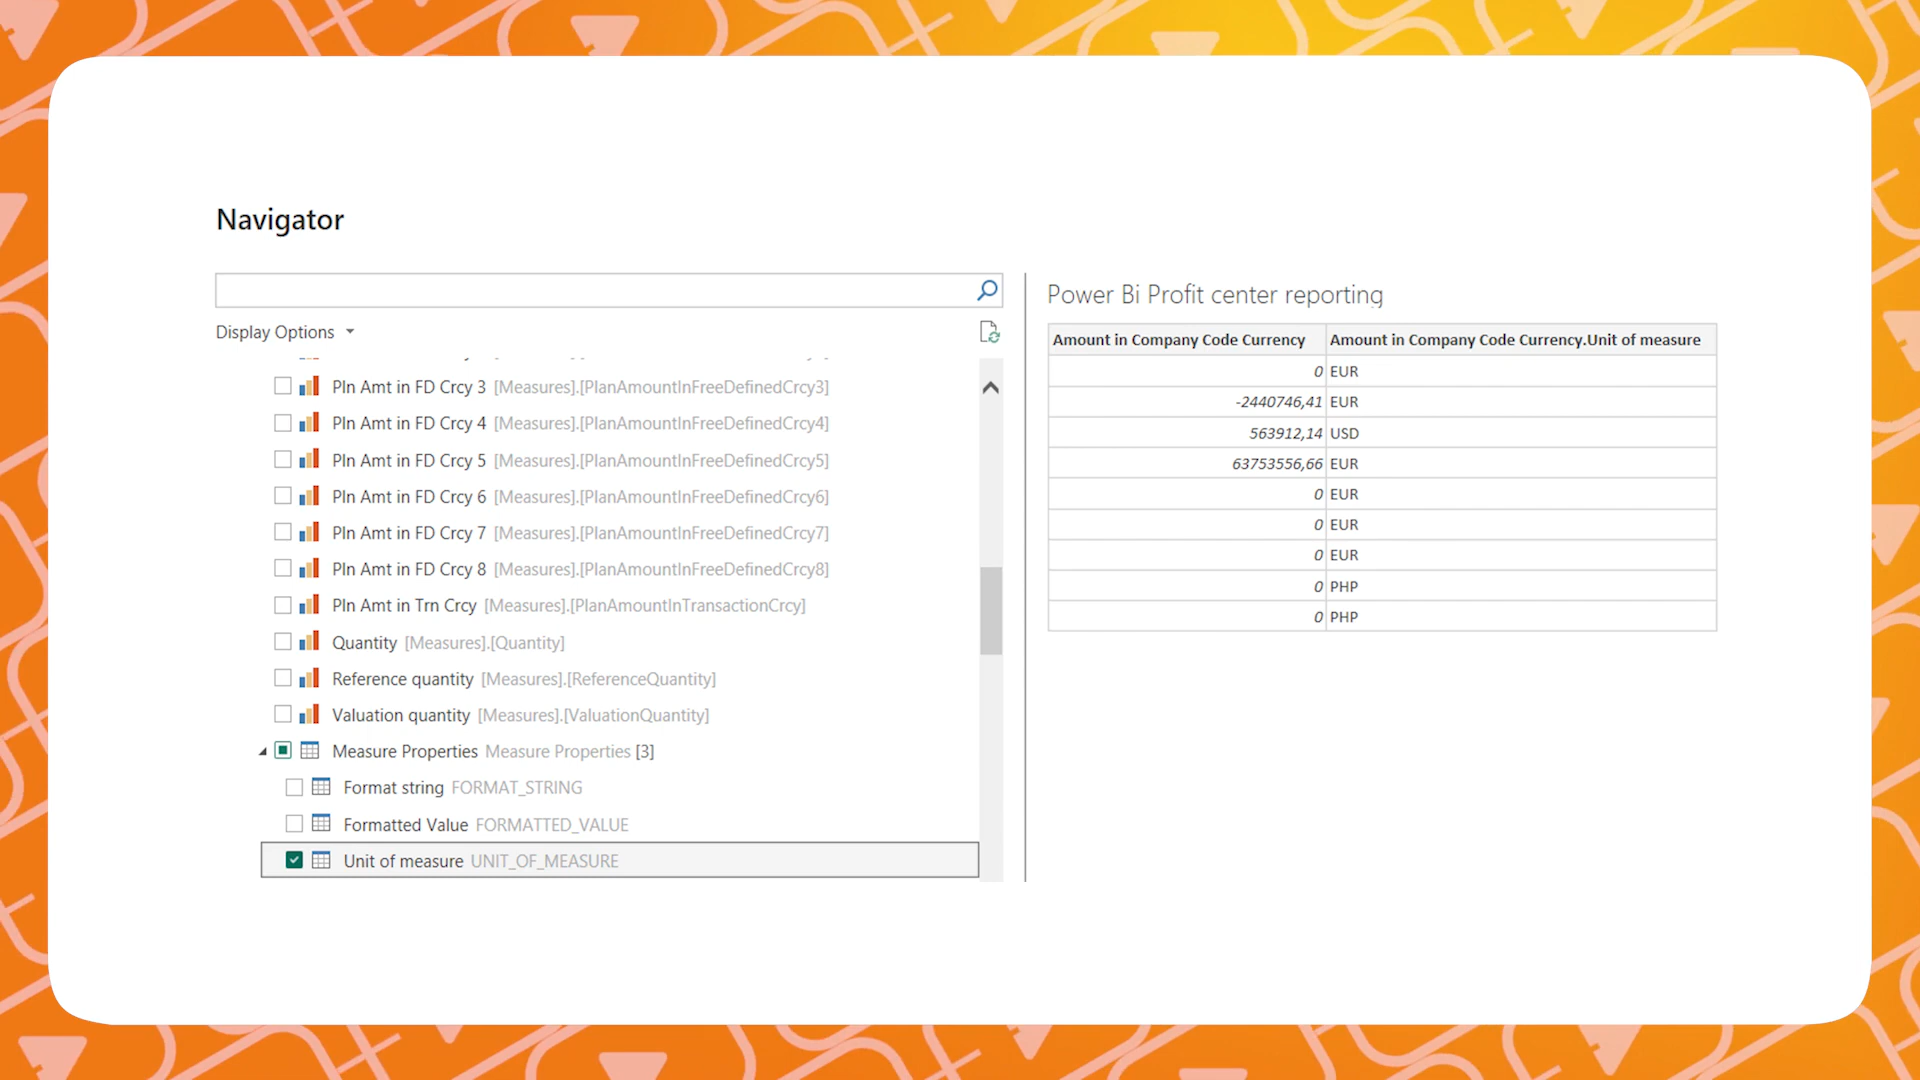 Navigator
Display Options
Pln Amt in FD Crcy 3 [Measures].[PlanAmountInFreeDefinedCrcy3]
Pln Amt in FD Crcy 4 [Measures].[PlanAmountInFreeDefinedCrcy4]
Pln Amt in FD Crcy 5 [Measures].[PlanAmountInFreeDefinedCrcy5]
Pln Amt in FD Crcy 6 [Measures].[PlanAmountInFreeDefinedCrcy6]
Pln Amt in FD Crcy 7 [Measures].[PlanAmountInFreeDefinedCrcy7]
Pln Amt in FD Crcy 8 [Measures].[PlanAmountInFreeDefinedCrcy8]
Pln Amt in Trn Crcy [Measures].[PlanAmountInTransactionCrcy]
Quantity [Measures].[Quantity]
Reference quantity [Measures].[ReferenceQuantity]
Valuation quantity [Measures].[ValuationQuantity]
Measure Properties Measure Properties [3]
Format string FORMAT_STRING
Formatted Value FORMATTED_VALUE
Unit of measure UNIT_OF_MEASURE
Power Bi Profit center reporting
Amount in Company Code Currency Amount in Company Code Currency.Unit of measure
0 EUR
-2440746,41 EUR
563912,14 USD
63753556,66 EUR
0 EUR
0 EUR
0 EUR
0 PHP
0 PHP